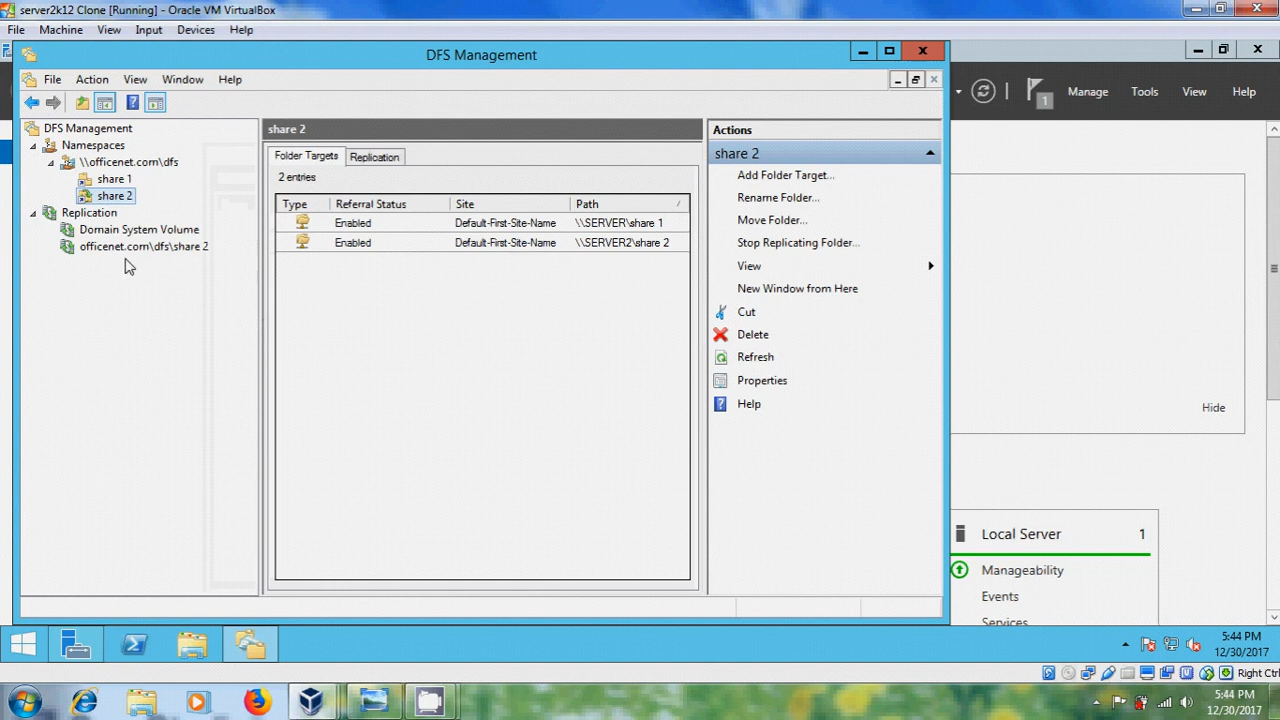 server2k12 Clone [Running] - Oracle VM VirtualBox
File Machine View Input Devices Help
DFS Management
File Action View Window Help
Manage Tools View Help
1
DFS Management
Namespaces
\\officenet.com\dfs
share 1
share 2
Replication
Domain System Volume
officenet.com\dfs\share 2
share 2
Folder Targets Replication
2 entries
Type Referral Status Site Path
Enabled Default-First-Site-Name \\SERVER\share 1
Enabled Default-First-Site-Name \\SERVER2\share 2
Actions
share 2
Add Folder Target...
Rename Folder...
Move Folder...
Stop Replicating Folder...
View
New Window from Here
Cut
Delete
Refresh
Properties
Help
Hide
Local Server 1
Manageability
Events
Services
5:44 PM
12/30/2017
Right Ctrl
5:44 PM
12/30/2017